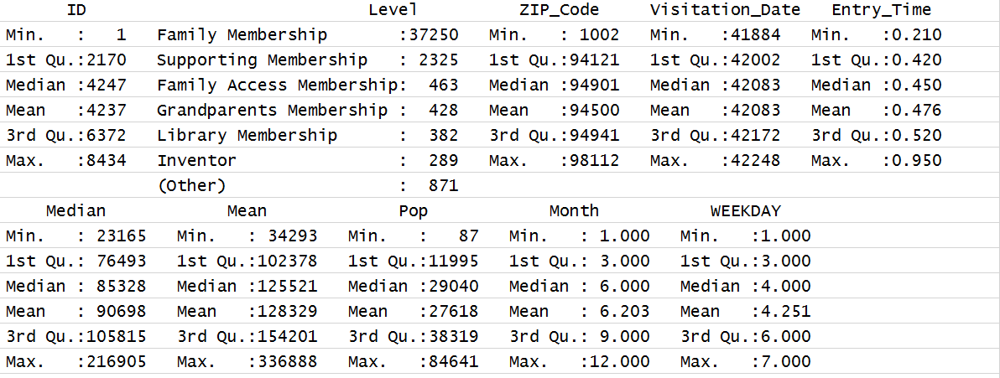 ID Level ZIP_Code Visitation_Date Entry_Time
Min. : 1 Family Membership :37250 Min. : 1002 Min. :41884 Min. :0.210
1st Qu.:2170 Supporting Membership : 2325 1st Qu.:94121 1st Qu.:42002 1st Qu.:0.420
Median :4247 Family Access Membership: 463 Median :94901 Median :42083 Median :0.450
Mean :4237 Grandparents Membership : 428 Mean :94500 Mean :42083 Mean :0.476
3rd Qu.:6372 Library Membership : 382 3rd Qu.:94941 3rd Qu.:42172 3rd Qu.:0.520
Max. :8434 Inventor : 289 Max. :98112 Max. :42248 Max. :0.950
(Other) : 871
Median Mean Pop Month WEEKDAY
Min. : 23165 Min. : 34293 Min. : 87 Min. : 1.000 Min. :1.000
1st Qu.: 76493 1st Qu.:102378 1st Qu.:11995 1st Qu.: 3.000 1st Qu.:3.000
Median : 85328 Median :125521 Median :29040 Median : 6.000 Median :4.000
Mean : 90698 Mean :128329 Mean :27618 Mean : 6.203 Mean :4.251
3rd Qu.:105815 3rd Qu.:154201 3rd Qu.:38319 3rd Qu.: 9.000 3rd Qu.:6.000
Max. :216905 Max. :336888 Max. :84641 Max. :12.000 Max. :7.000